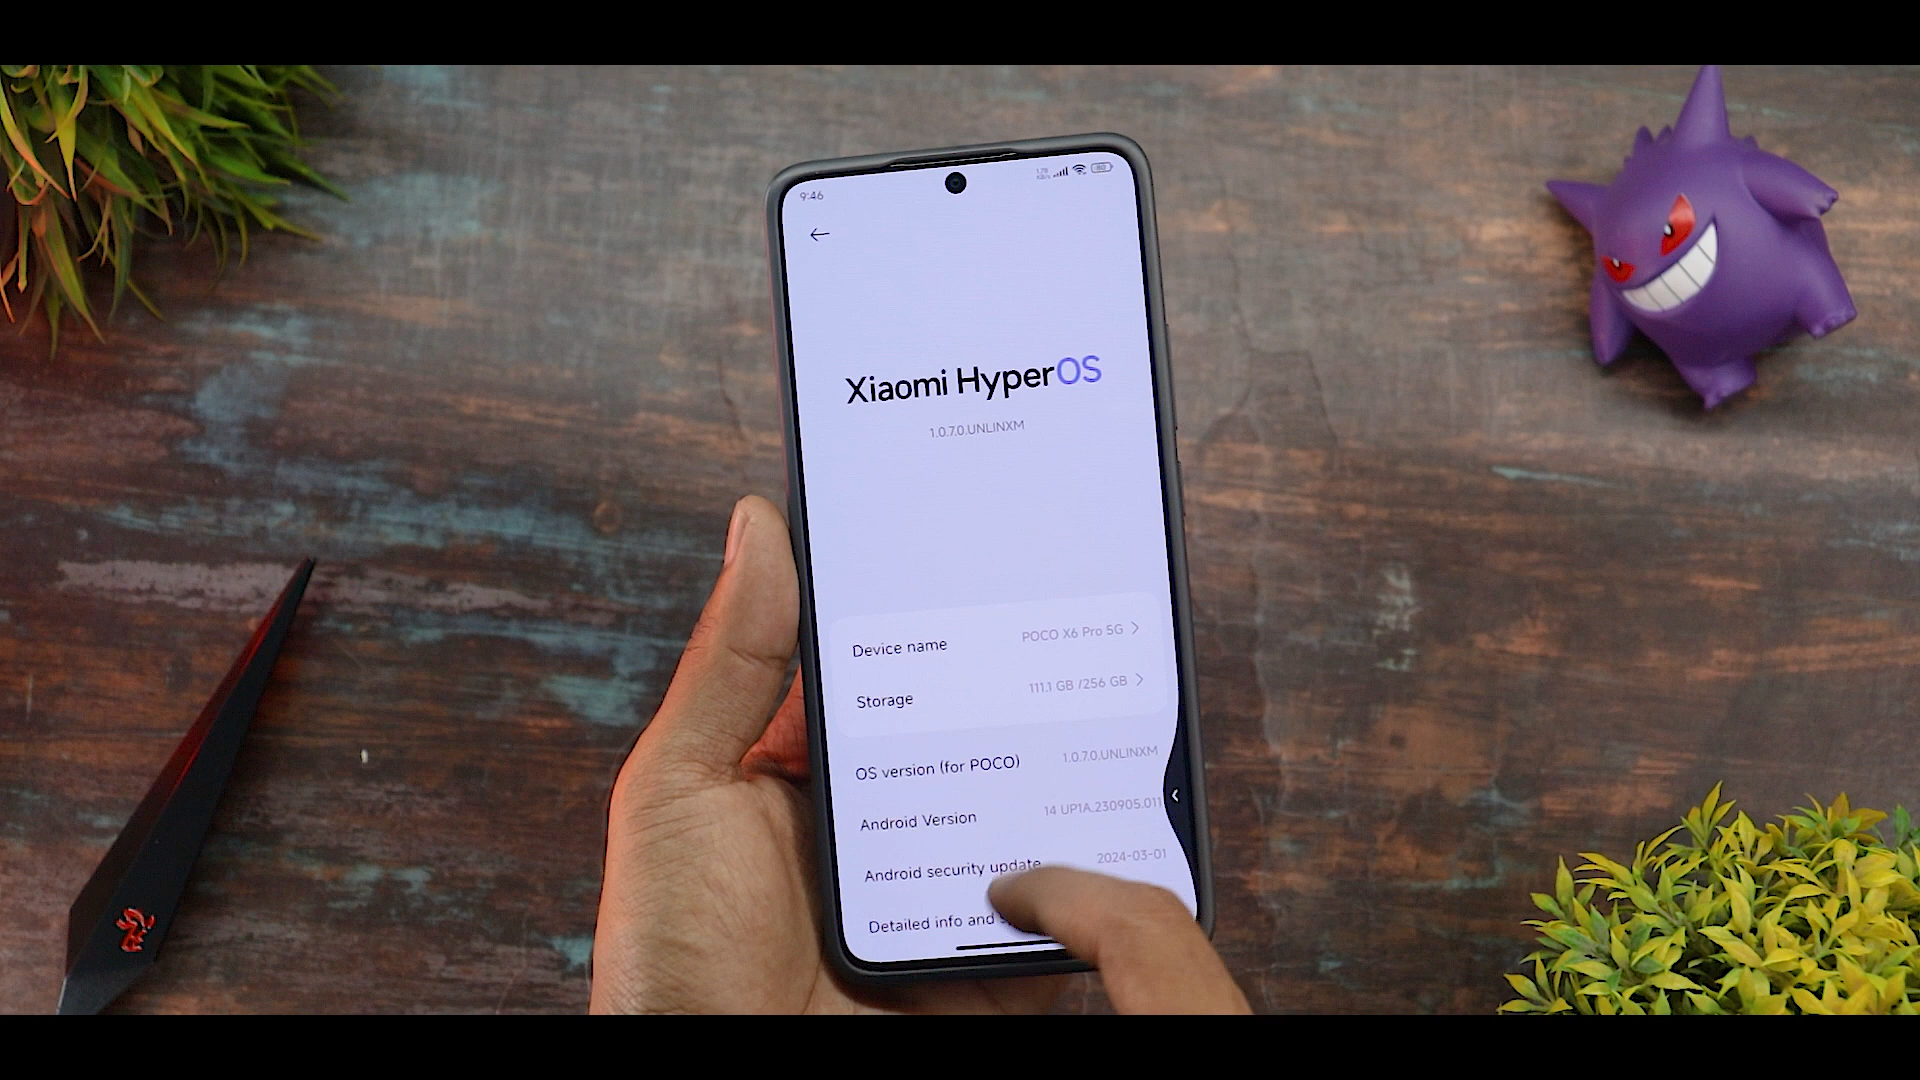 9:46
Xiaomi HyperOS
1.0.7.0.UNLINXM
Device name POCO X6 Pro 5G
Storage 111.1 GB /256 GB
OS version (for POCO) 1.0.7.0.UNLINXM
Android Version 14 UP1A.230905.011
Android security update 2024-03-01
Detailed info and